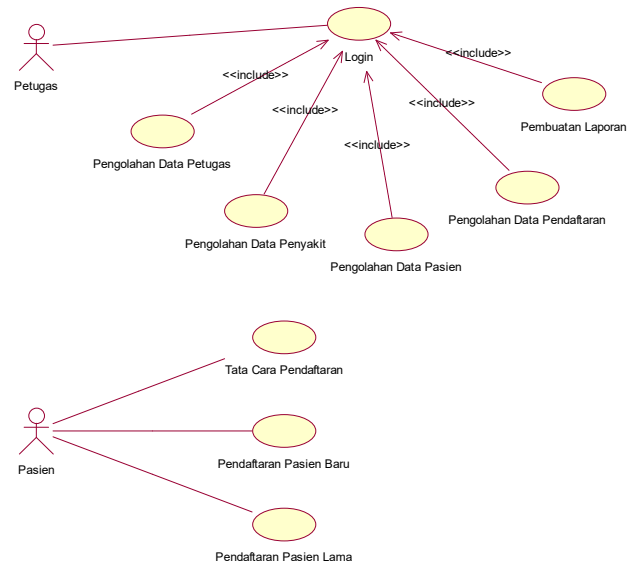 Login
<<include>>
Petugas
<<include>>
<<include>>
<<include>>
Pembuatan Laporan
<<include>>
Pengolahan Data Petugas
Pengolahan Data Pendaftaran
Pengolahan Data Penyakit
Pengolahan Data Pasien
Tata Cara Pendaftaran
Pendaftaran Pasien Baru
Pasien
Pendaftaran Pasien Lama